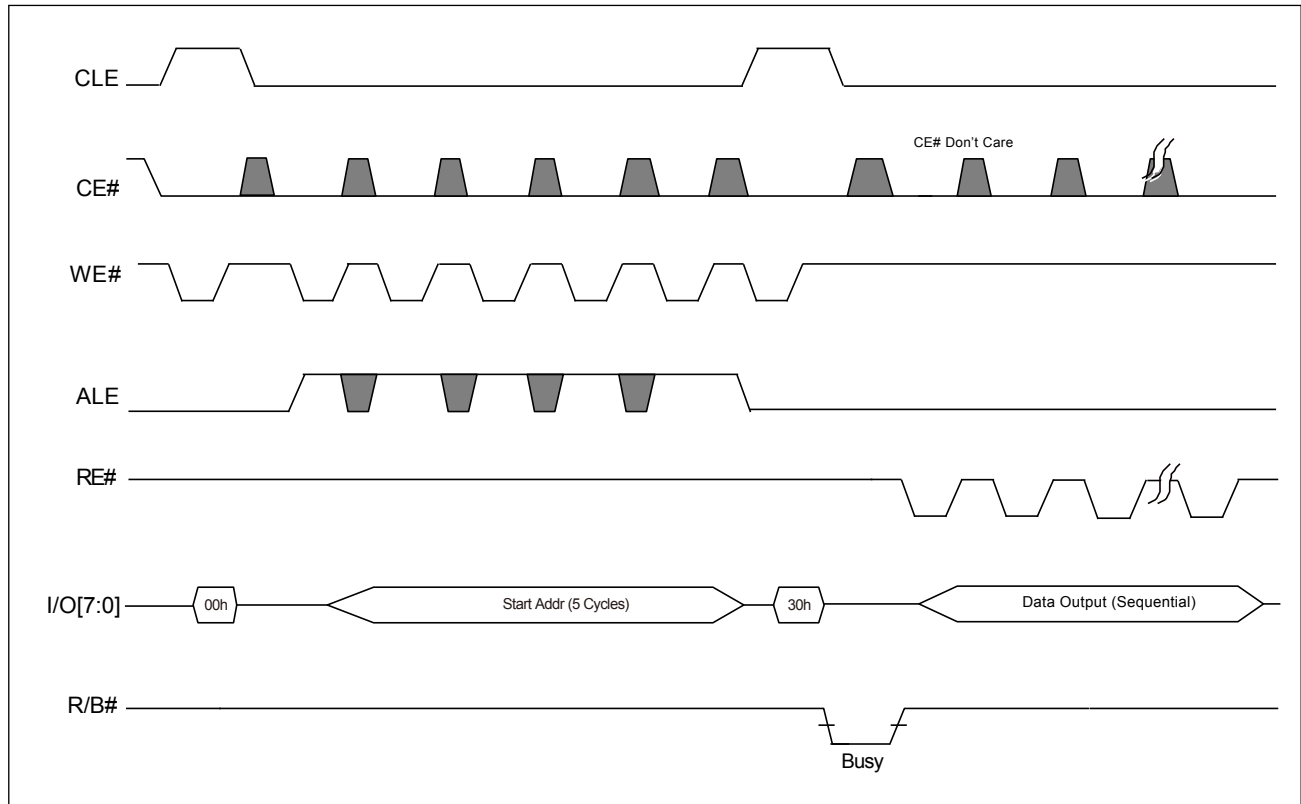 CLE
CE# Don't Care
CE#
WE#
ALE
RE#
I/O[7:0]
00h
Start Addr (5 Cycles)
30h
Data Output (Sequential)
R/B#
Busy